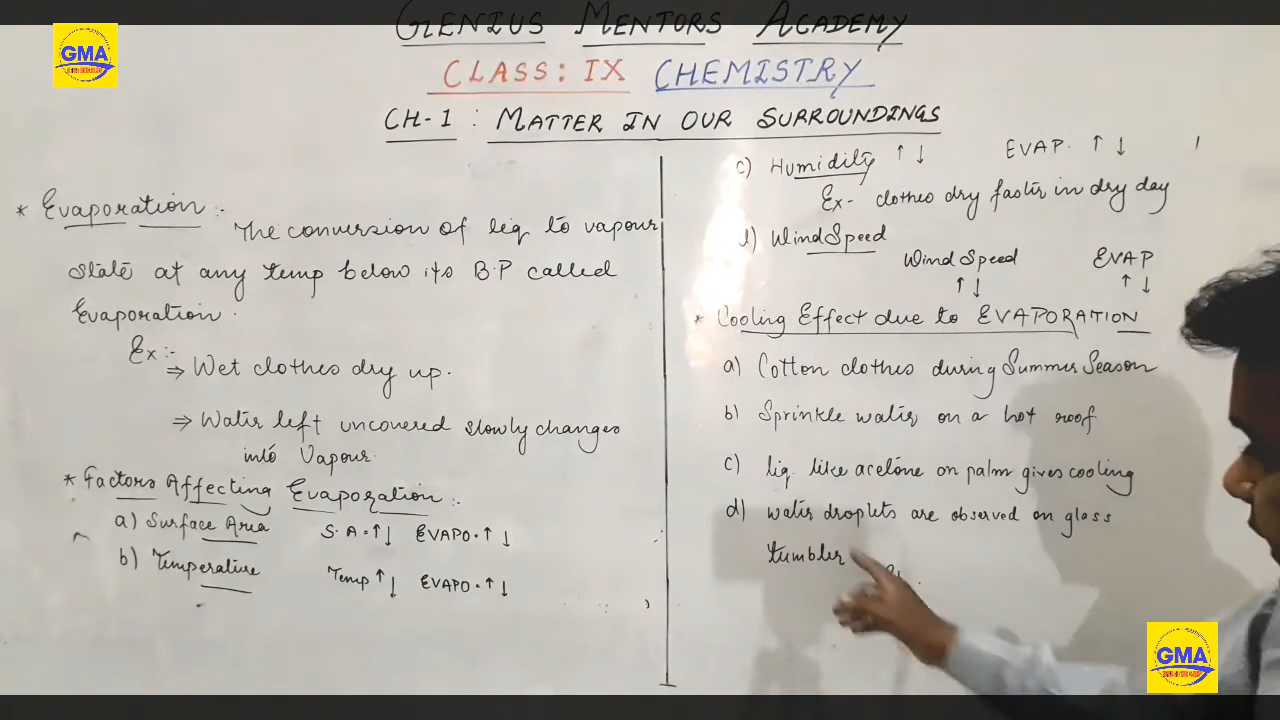 GENIUS MENTORS ACADEMY
CLASS: IX CHEMISTRY
CH-1 : MATTER IN OUR SURROUNDINGS
* Evaporation :-
The conversion of liq to vapour
state at any temp below its B.P called
Evaporation.
Ex :-
⇒ Wet clothes dry up.
⇒ Water left uncovered slowly changes
into Vapour.
* Factors Affecting Evaporation :-
a) Surface Area S.A. ↑↓ EVAPO. ↑↓
b) Temperature Temp ↑↓ EVAPO. ↑↓
c) Humidity ↑↓ EVAP. ↑↓
Ex- clothes dry faster in dry day
d) Wind Speed
Wind Speed EVAP
↑↓ ↑↓
* Cooling Effect due to EVAPORATION
a) Cotton clothes during Summer Season
b) Sprinkle water on a hot roof
c) liq. like acetone on palm gives cooling
d) water droplets are observed on glass
tumbler
GMA
GMA